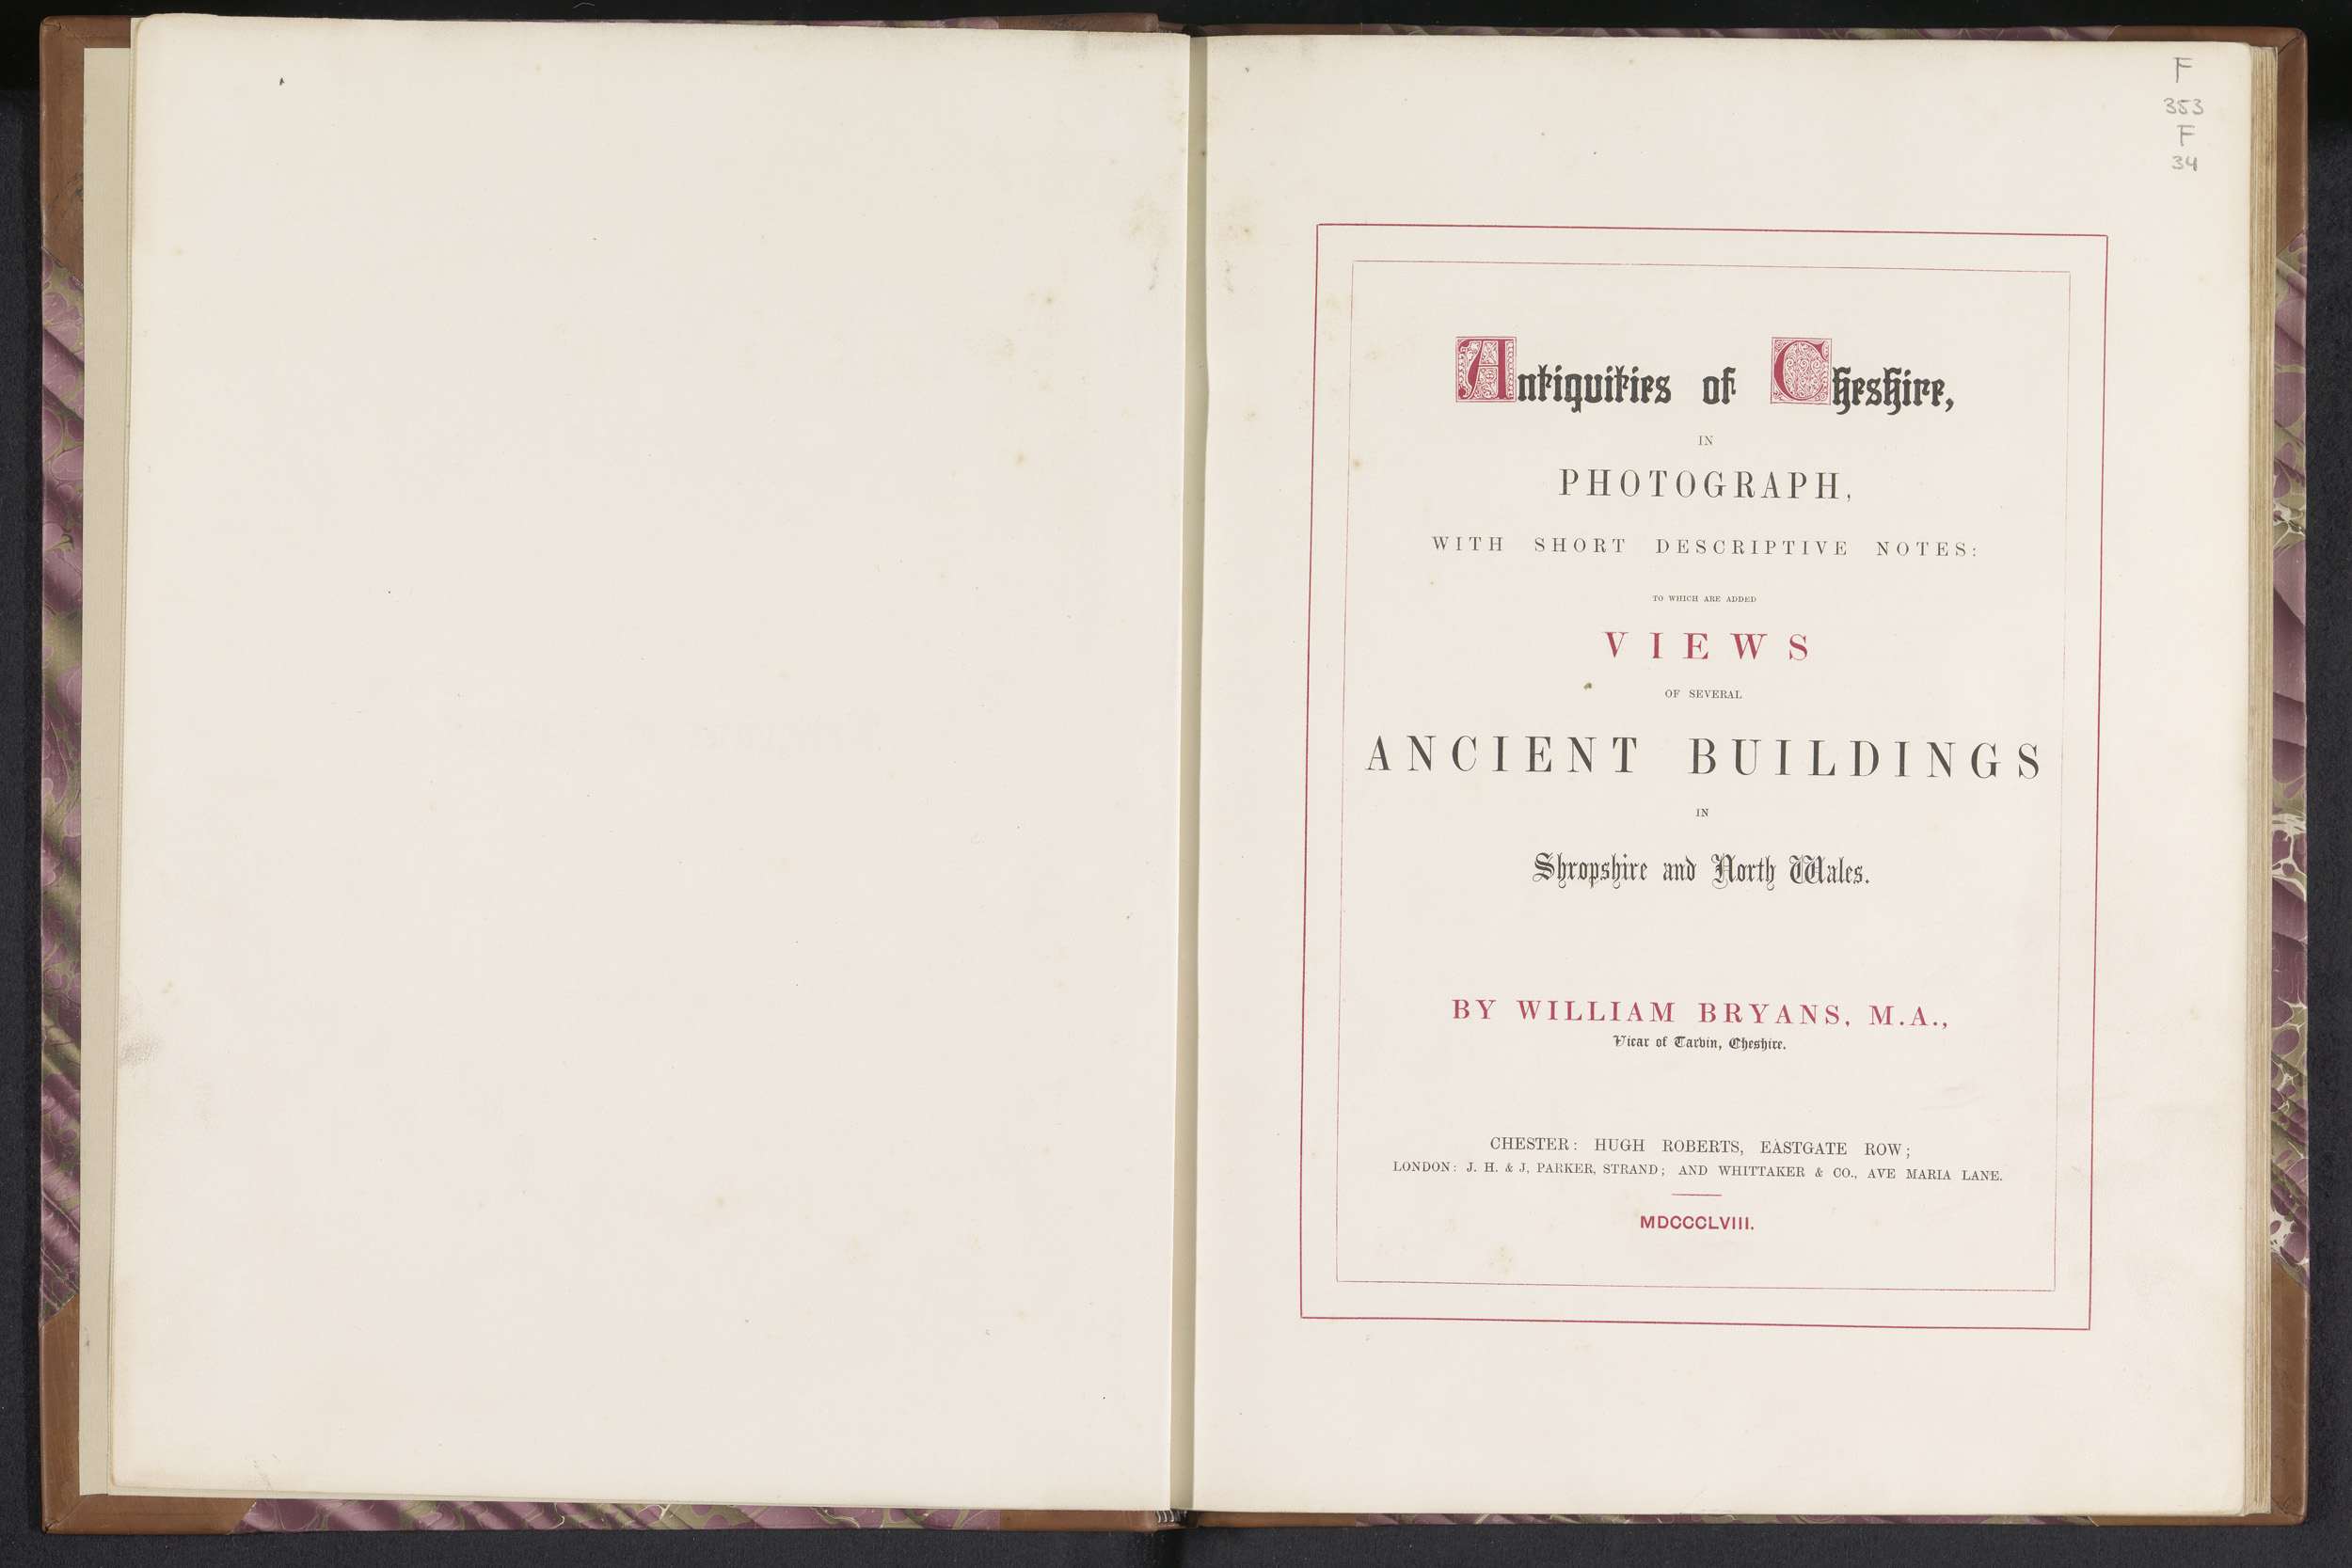 F
353
F
34
Antiquities of Cheshire,
IN
PHOTOGRAPH,
WITH SHORT DESCRIPTIVE NOTES:
TO WHICH ARE ADDED
VIEWS
OF SEVERAL
ANCIENT BUILDINGS
IN
Shropshire and North Wales.
BY WILLIAM BRYANS, M.A.,
Vicar of Tarvin, Cheshire.
CHESTER: HUGH ROBERTS, EASTGATE ROW;
LONDON: J. H. & J, PARKER, STRAND; AND WHITTAKER & CO., AVE MARIA LANE.
MDCCCLVIII.